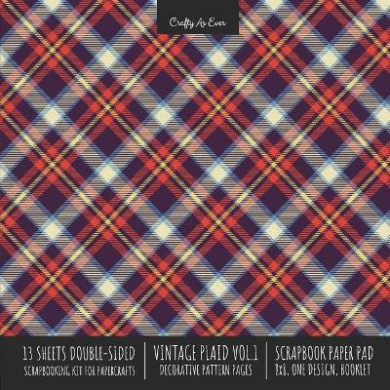 Crafty As Ever
13 SHEETS DOUBLE-SIDED
SCRAPBOOKING KIT FOR PAPERCRAFTS
VINTAGE PLAID VOL.1
DECORATIVE PATTERN PAGES
SCRAPBOOK PAPER PAD
8x8, ONE DESIGN, BOOKLET